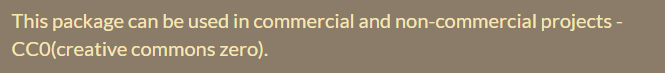 This package can be used in commercial and non-commercial projects -
CC0(creative commons zero).